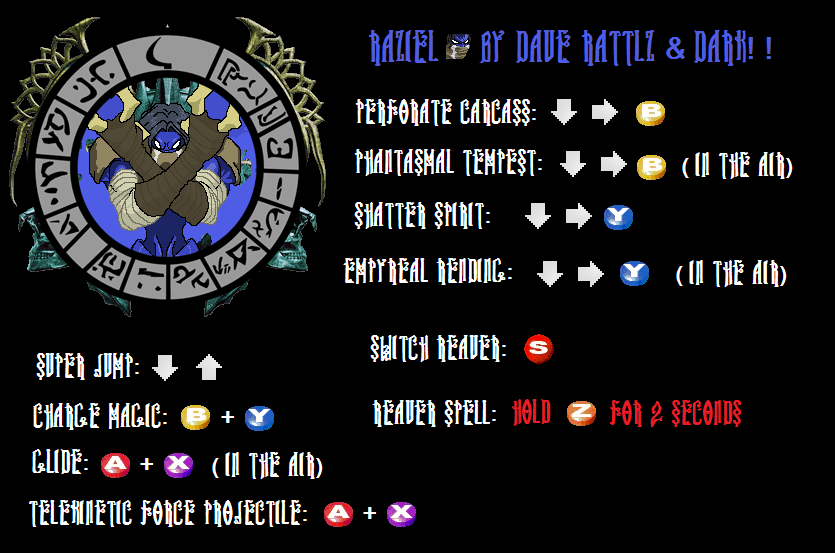 RAZIEL BY DAVE RATTLZ & DARK!!
PERFORATE CARCASS: ↓ → B
PHANTASMAL TEMPEST: ↓ → B (IN THE AIR)
SHATTER SPIRIT: ↓ → Y
EMPYREAL RENDING: ↓ → Y (IN THE AIR)
SWITCH REAVER: S
SUPER JUMP: ↓ ↑
CHARGE MAGIC: B + Y
REAVER SPELL: HOLD Z FOR 2 SECONDS
GLIDE: A + X (IN THE AIR)
TELEKINETIC FORCE PROJECTILE: A + X